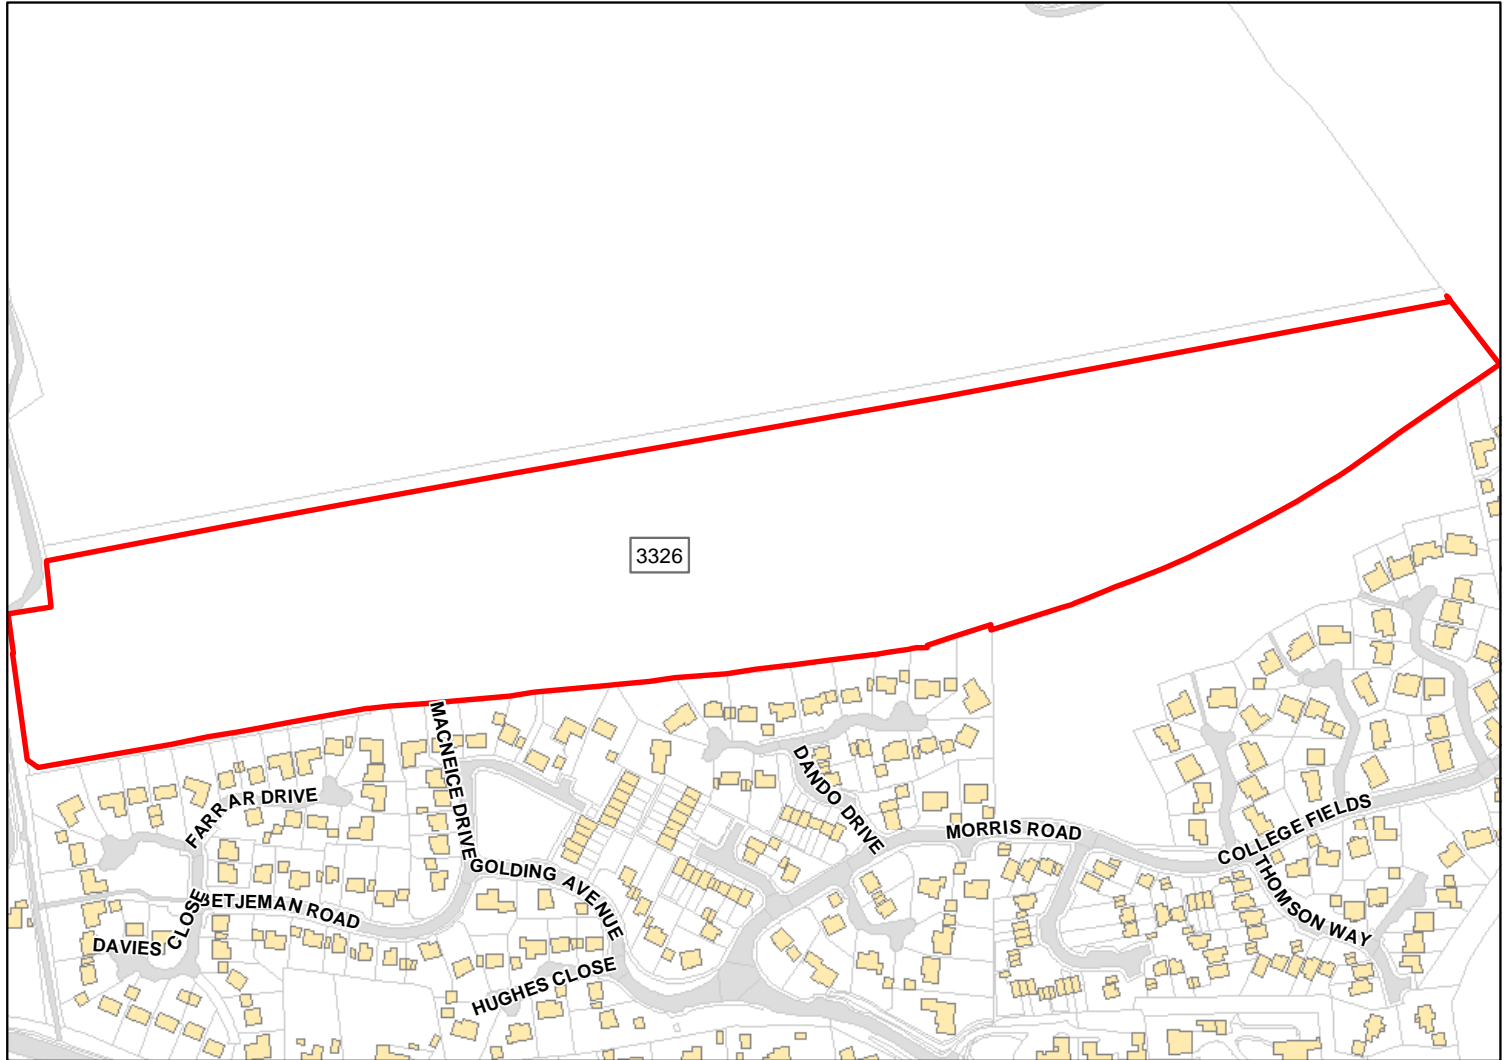 3326
MACNEICE DRIVE
DANDO DRIVE
FARRAR DRIVE
MORRIS ROAD
COLLEGE FIELDS
GOLDING AVENUE
THOMSON WAY
BETJEMAN ROAD
DAVIES CLOSE
HUGHES CLOSE